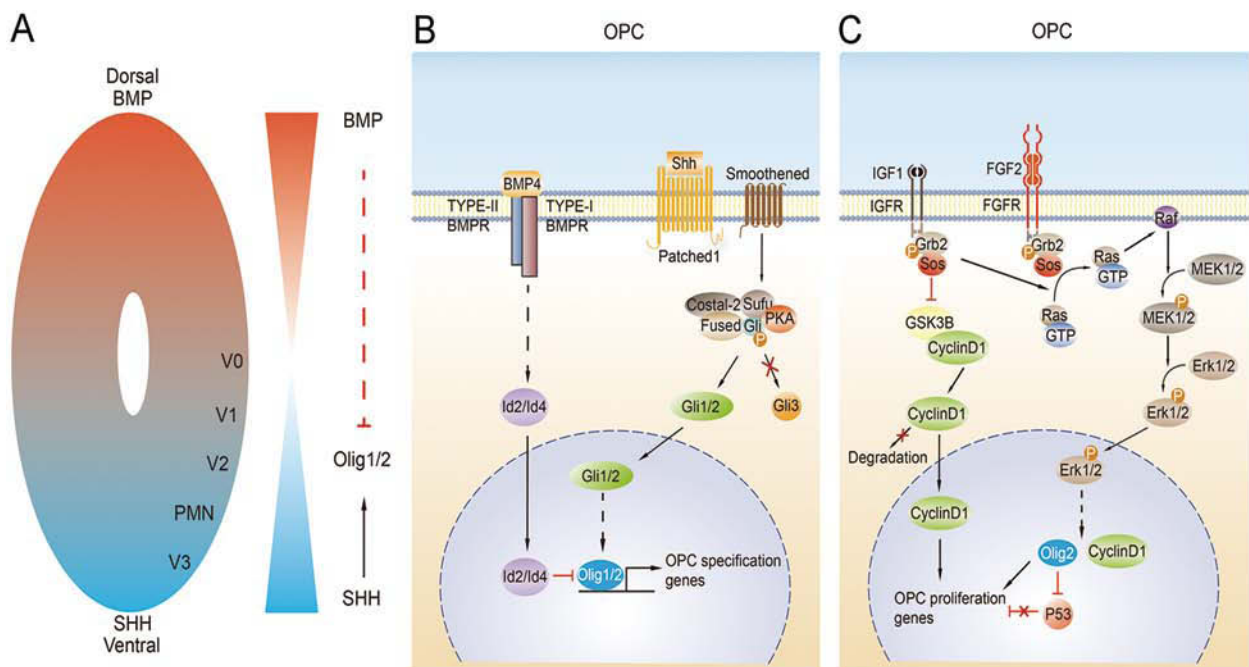 A
Dorsal
BMP
V0
V1
V2
PMN
V3
SHH
Ventral
BMP
Olig1/2
SHH
B
OPC
BMP4
TYPE-II
BMPR
TYPE-I
BMPR
Shh
Patched1
Smoothened
Costal-2
Sufu
Fused
Gli
PKA
P
Id2/Id4
Gli1/2
Gli3
Gli1/2
Id2/Id4
Olig1/2
OPC specification
genes
C
OPC
IGF1
IGFR
FGF2
FGFR
P
Grb2
Sos
P
Grb2
Sos
Ras
GTP
Raf
MEK1/2
GSK3B
CyclinD1
Ras
GTP
P
MEK1/2
Erk1/2
CyclinD1
P
Erk1/2
Degradation
P
Erk1/2
CyclinD1
Olig2
CyclinD1
OPC proliferation
genes
P53